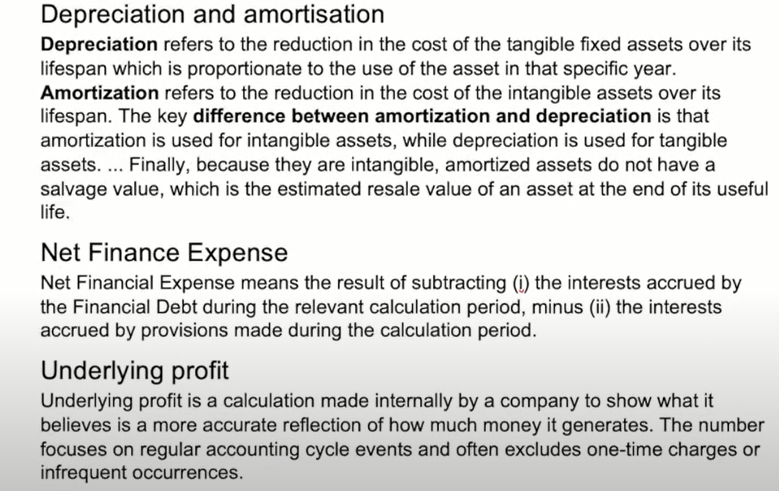 Depreciation and amortisation
Depreciation refers to the reduction in the cost of the tangible fixed assets over its
lifespan which is proportionate to the use of the asset in that specific year.
Amortization refers to the reduction in the cost of the intangible assets over its
lifespan. The key difference between amortization and depreciation is that
amortization is used for intangible assets, while depreciation is used for tangible
assets. ... Finally, because they are intangible, amortized assets do not have a
salvage value, which is the estimated resale value of an asset at the end of its useful
life.
Net Finance Expense
Net Financial Expense means the result of subtracting (i) the interests accrued by
the Financial Debt during the relevant calculation period, minus (ii) the interests
accrued by provisions made during the calculation period.
Underlying profit
Underlying profit is a calculation made internally by a company to show what it
believes is a more accurate reflection of how much money it generates. The number
focuses on regular accounting cycle events and often excludes one-time charges or
infrequent occurrences.